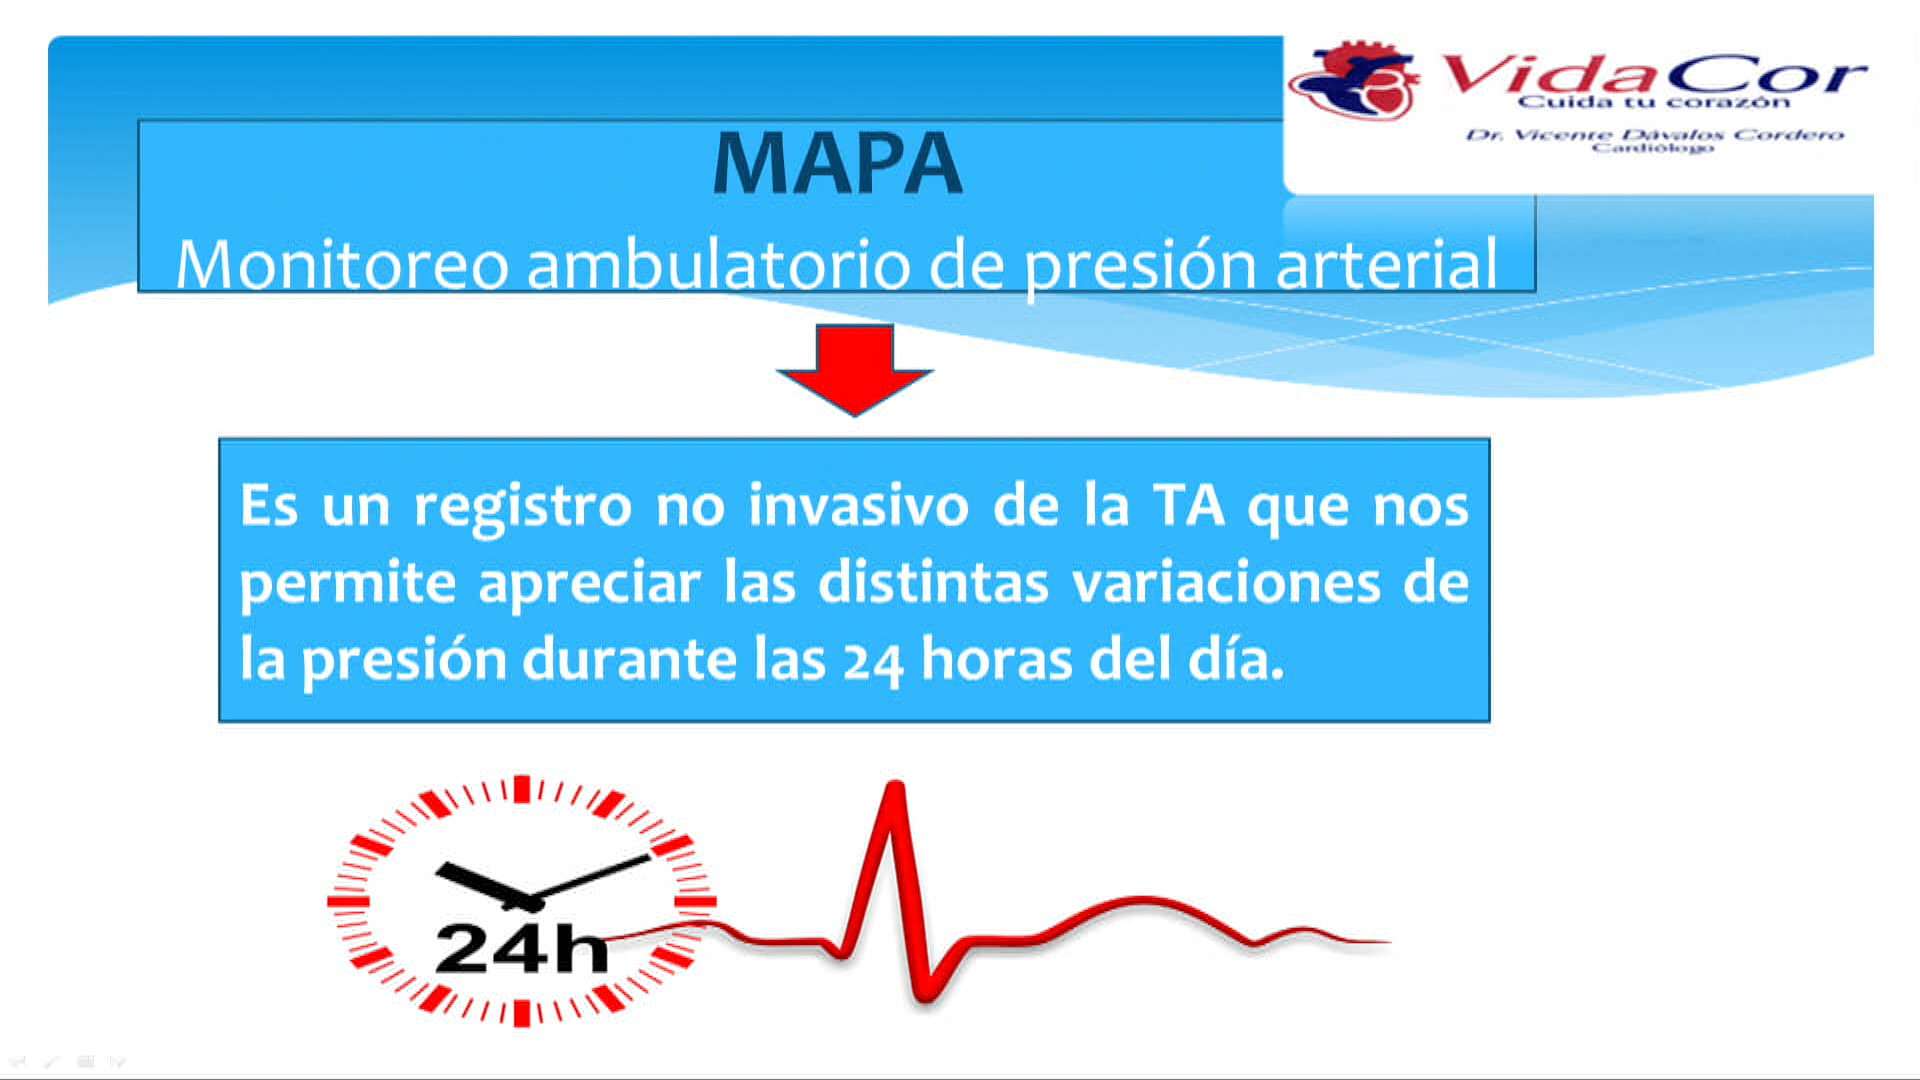 VidaCor
Cuida tu corazón
Dr. Vicente Dávalos Cordero
Cardiólogo
MAPA
Monitoreo ambulatorio de presión arterial
Es un registro no invasivo de la TA que nos
permite apreciar las distintas variaciones de
la presión durante las 24 horas del día.
24h